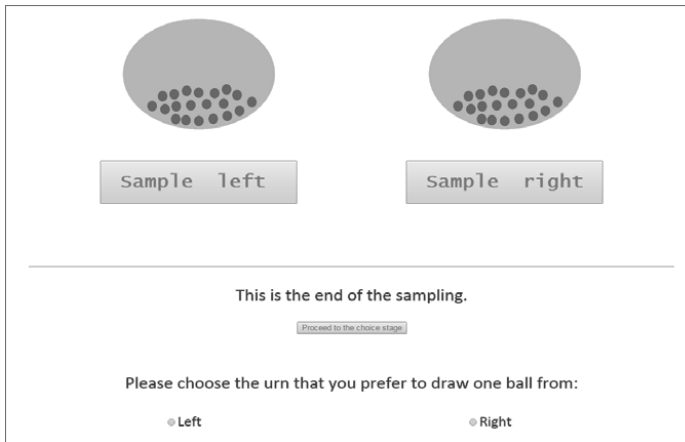 Sample left
Sample right
This is the end of the sampling.
Proceed to the choice stage
Please choose the urn that you prefer to draw one ball from:
Left
Right